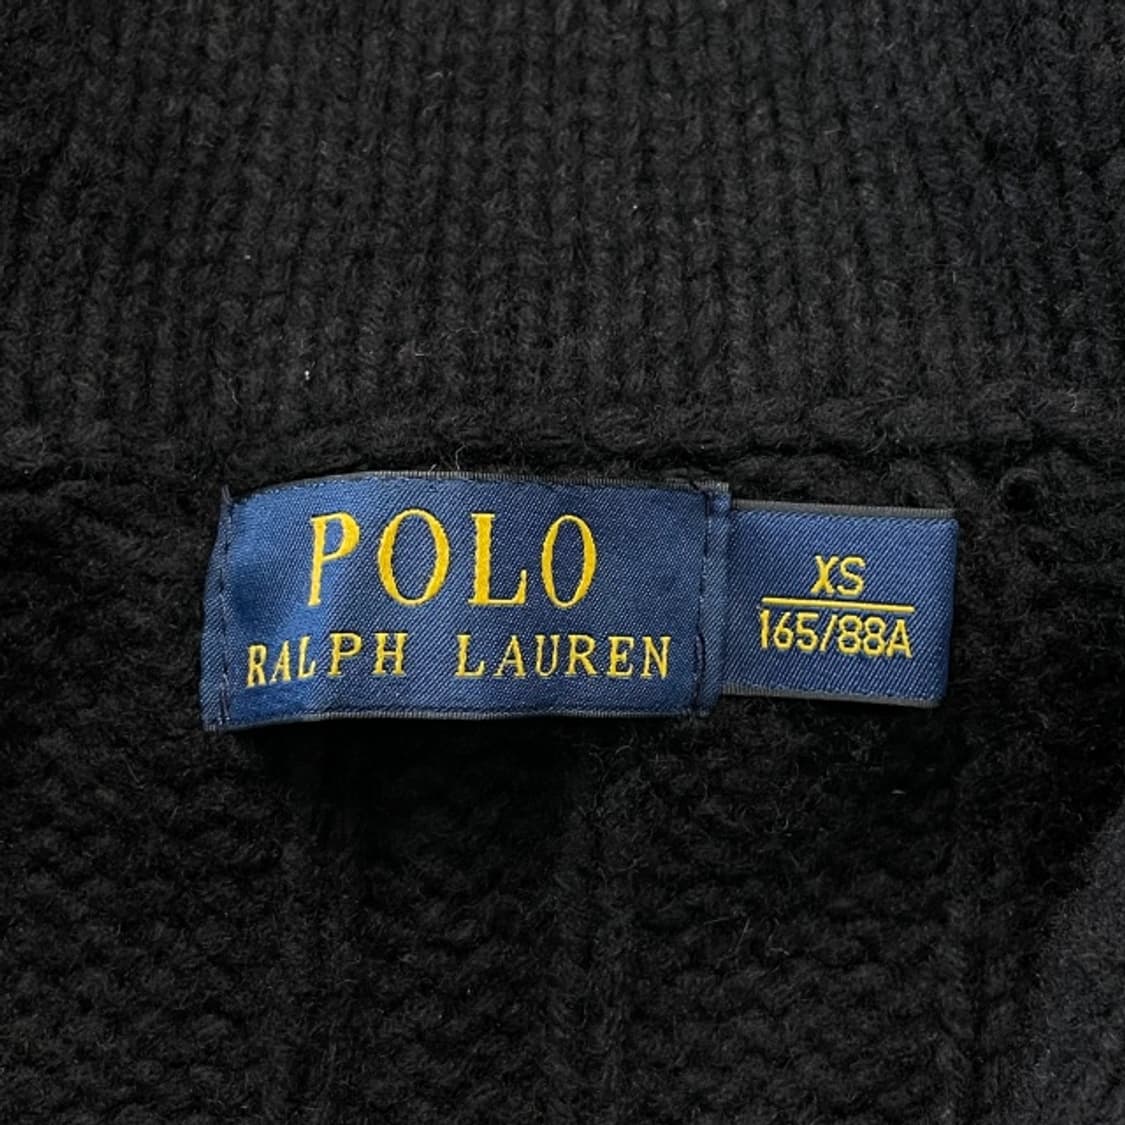 POLO
RALPH LAUREN
XS
165/88A